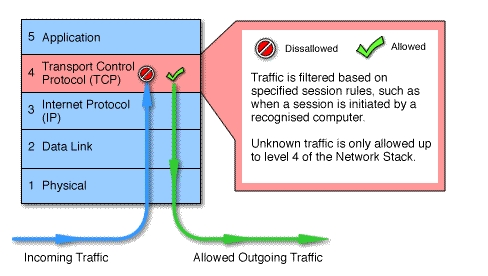 5 Application
4 Transport Control
Protocol (TCP)
3 Internet Protocol
(IP)
2 Data Link
1 Physical
Disallowed
Allowed
Traffic is filtered based on
specified session rules, such as
when a session is initiated by a
recognised computer.
Unknown traffic is only allowed up
to level 4 of the Network Stack.
Incoming Traffic
Allowed Outgoing Traffic